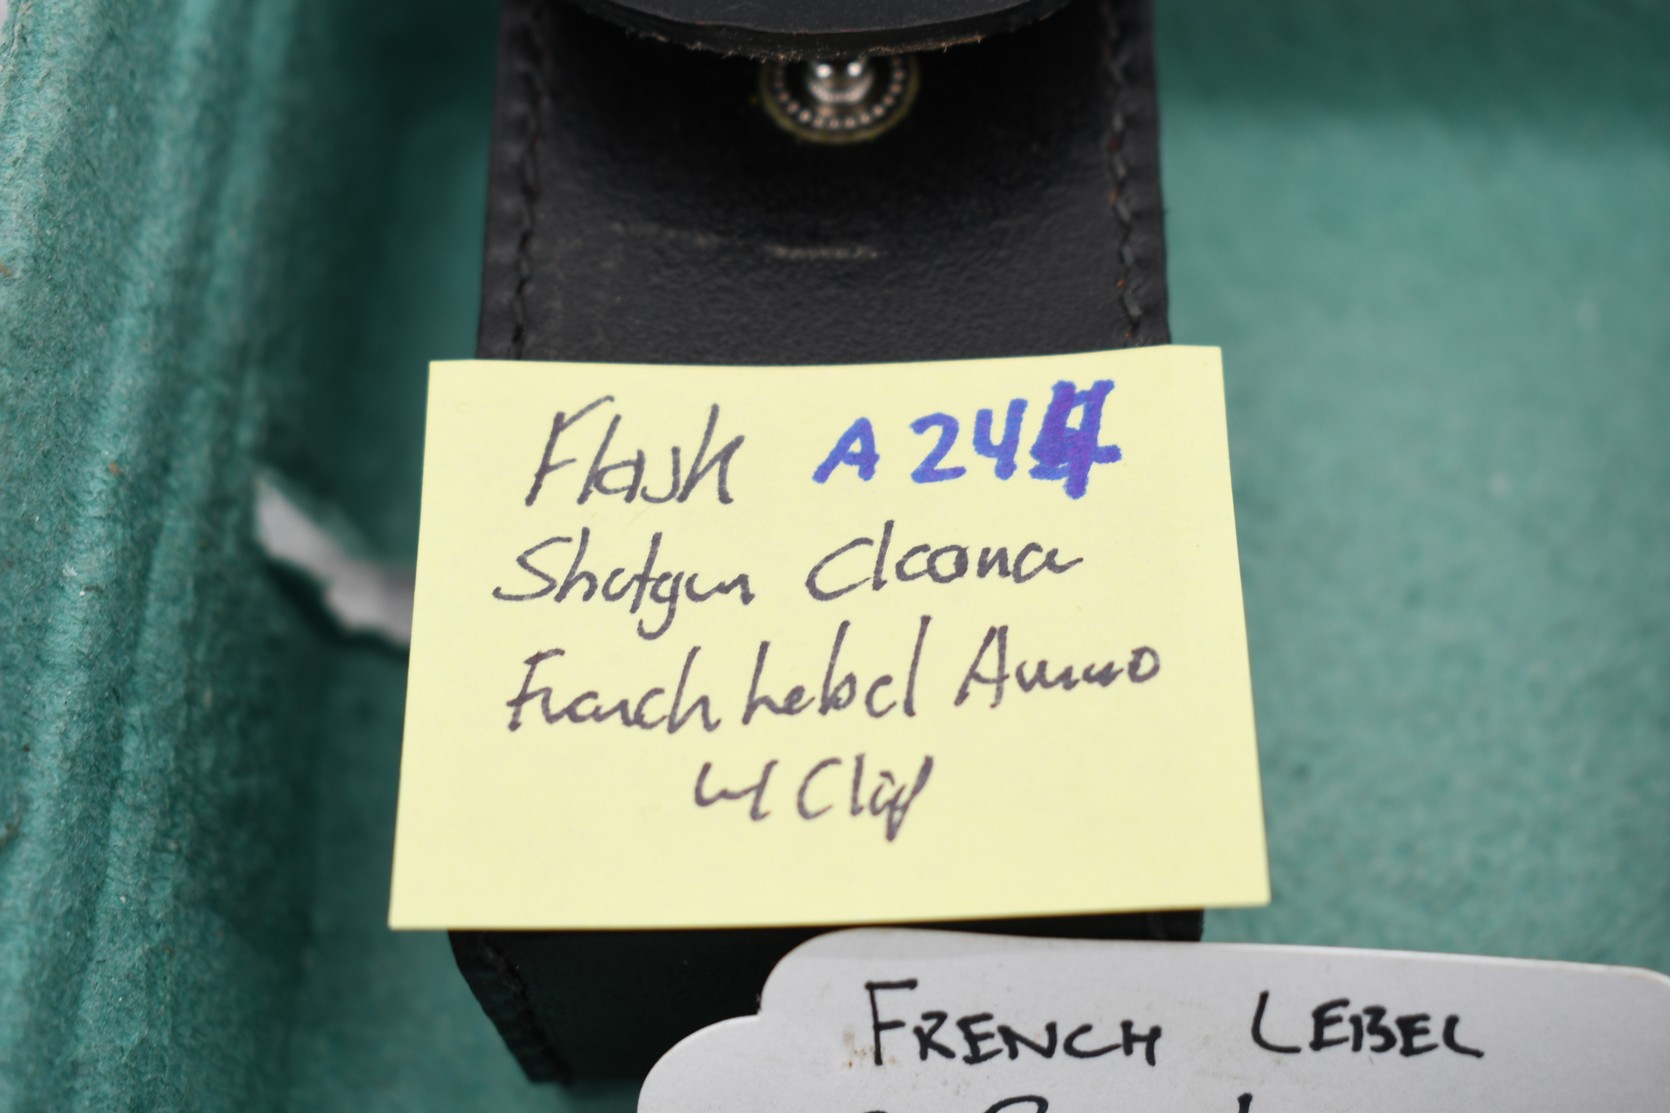 Flask A244
Shotgun Cleaner
French Lebel Ammo
w/ Clip
FRENCH LEBEL